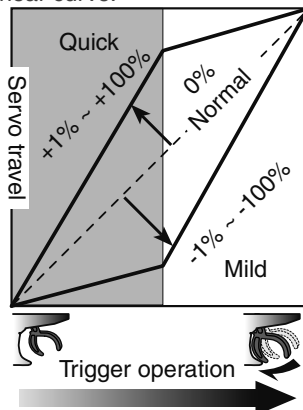 Quick
+1% ~ +100%
0%
Normal
Servo travel
-1% ~ -100%
Mild
Trigger operation